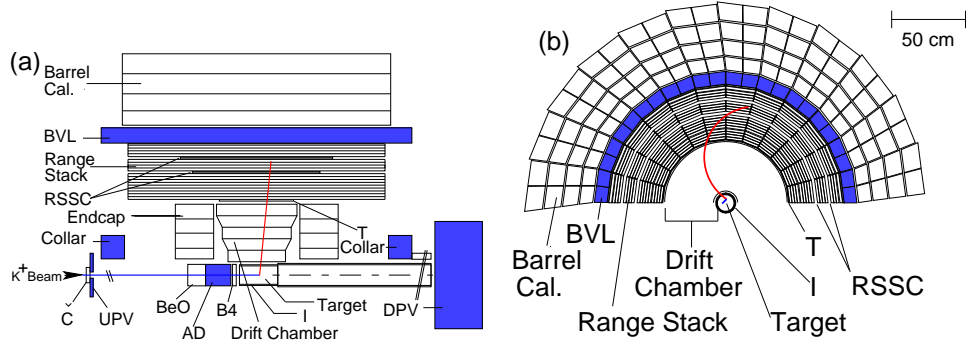 (a)
Barrel
Cal.
BVL
Range
Stack
RSSC
Endcap
Collar
T
Collar
K+ Beam
Č
UPV
BeO
AD
B4
Drift Chamber
I
Target
DPV
(b)
50 cm
Barrel
Cal.
BVL
Drift
Chamber
Range Stack
Target
T
I
RSSC